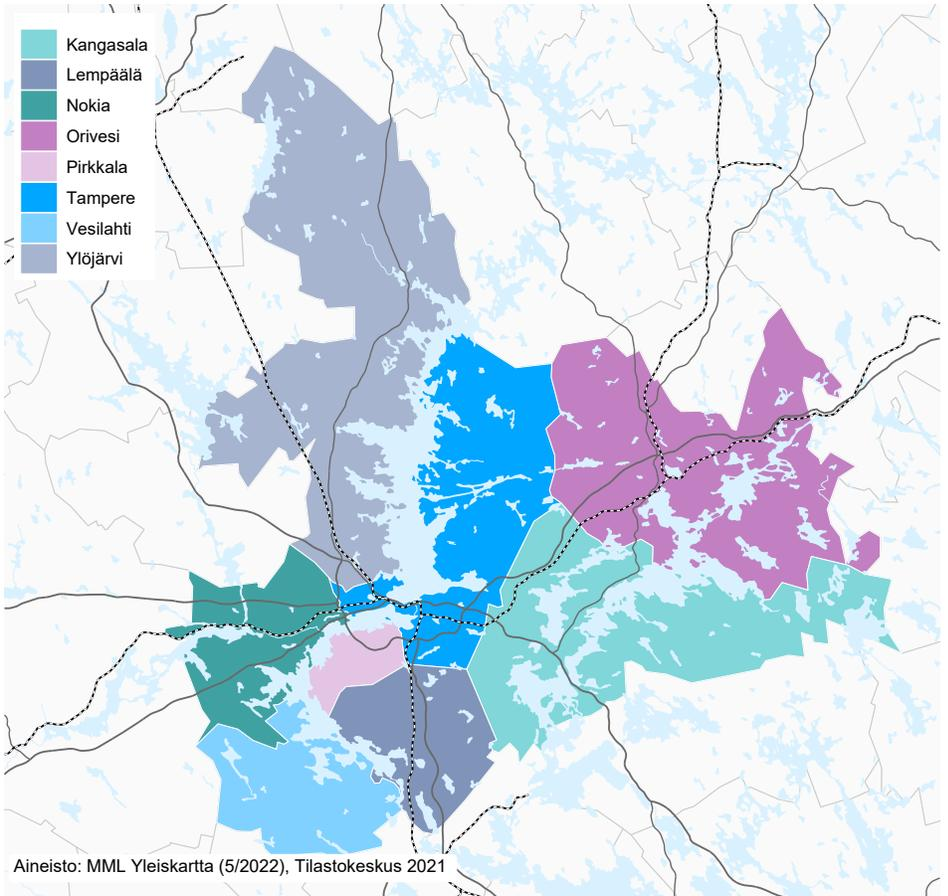 Kangasala
Lempäälä
Nokia
Orivesi
Pirkkala
Tampere
Vesilahti
Ylöjärvi
Aineisto: MML Yleiskartta (5/2022), Tilastokeskus 2021